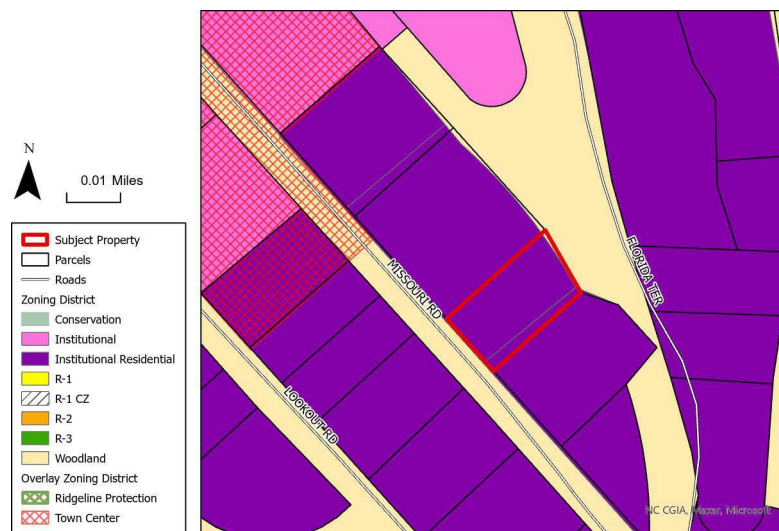 N
0.01 Miles
Subject Property
Parcels
Roads
Zoning District
Conservation
Institutional
Institutional Residential
R-1
R-1 CZ
R-2
R-3
Woodland
Overlay Zoning District
Ridgeline Protection
Town Center
MISSOURI RD
FLORIDA TER
LOOKOUT RD
NC CGIA, Maxar, Microsoft